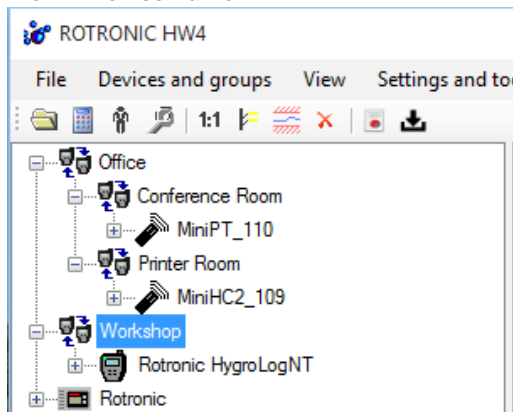 ROTRONIC HW4
File Devices and groups View Settings and to
1:1
Office
Conference Room
MiniPT_110
Printer Room
MiniHC2_109
Workshop
Rotronic HygroLogNT
Rotronic